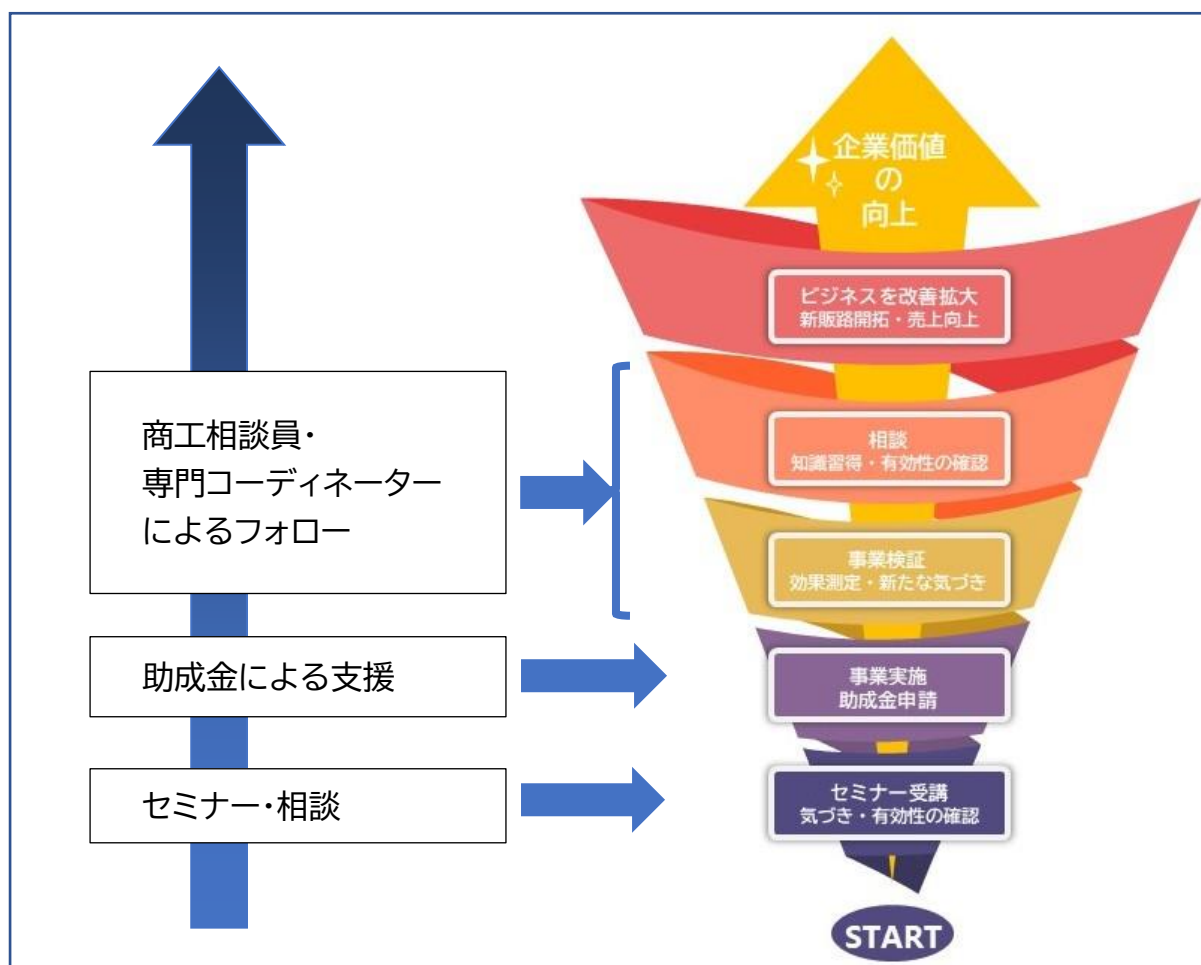 商工相談員・
専門コーディネーター
によるフォロー
助成金による支援
セミナー・相談
企業価値
の
向上
ビジネスを改善拡大
新販路開拓・売上向上
相談
知識習得・有効性の確認
事業検証
効果測定・新たな気づき
事業実施
助成金申請
セミナー受講
気づき・有効性の確認
START